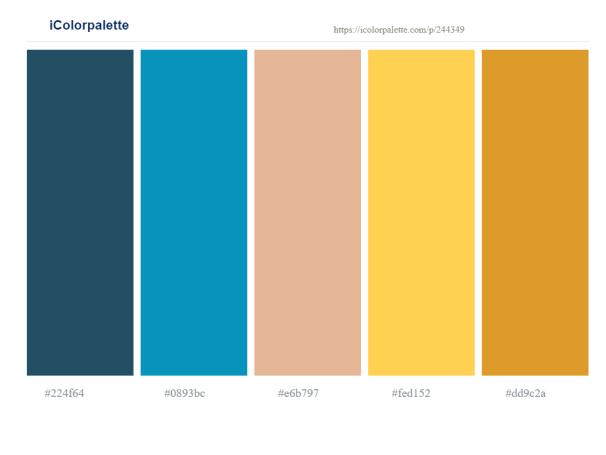 iColorpalette
https://icolorpalette.com/p/244349
#224f64
#0893bc
#e6b797
#fed152
#dd9c2a